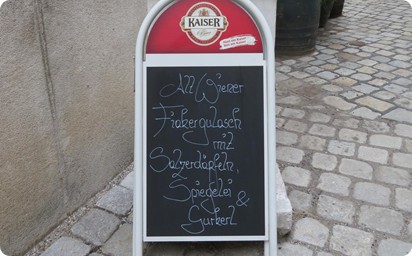 KAISER
Alt Wiener
Fiakergulasch
mit
Salzerdäpfeln,
Spiegelei
&
Gurkerl